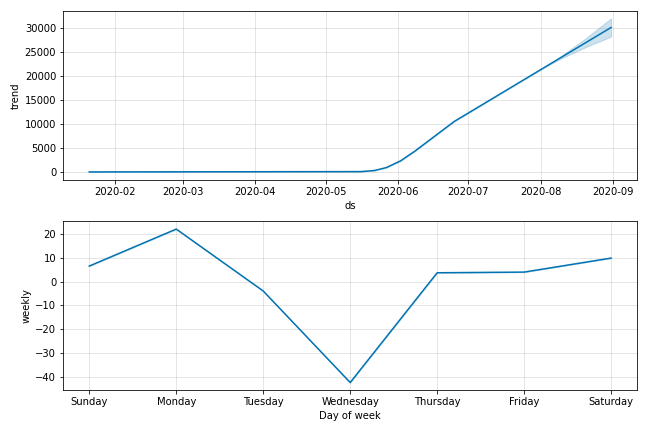 30000
25000
20000
15000
10000
5000
0
trend
2020-02 2020-03 2020-04 2020-05 2020-06 2020-07 2020-08 2020-09
ds
20
10
0
−10
−20
−30
−40
weekly
Sunday Monday Tuesday Wednesday Thursday Friday Saturday
Day of week